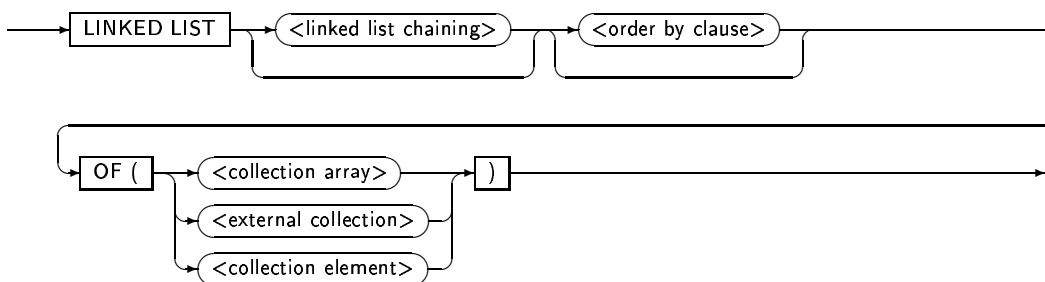 LINKED LIST <linked list chaining> <order by clause>
OF ( <collection array> )
<external collection>
<collection element>